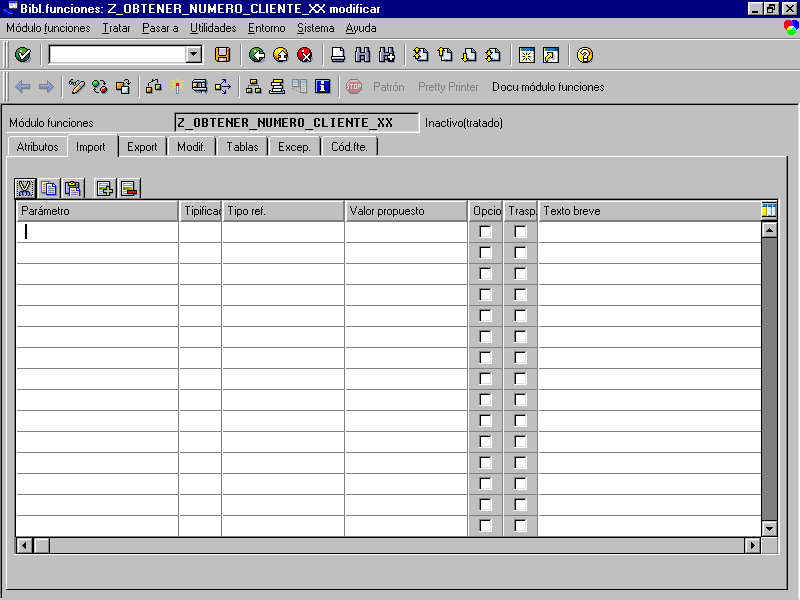 Bibl.funciones: Z_OBTENER_NUMERO_CLIENTE_XX modificar
Módulo funciones Tratar Pasar a Utilidades Entorno Sistema Ayuda
STOP Patrón Pretty Printer Docu módulo funciones
Módulo funciones Z_OBTENER_NUMERO_CLIENTE_XX Inactivo(tratado)
Atributos Import Export Modif. Tablas Excep. Cód.fte.
Parámetro Tipificac Tipo ref. Valor propuesto Opcio Trasp. Texto breve